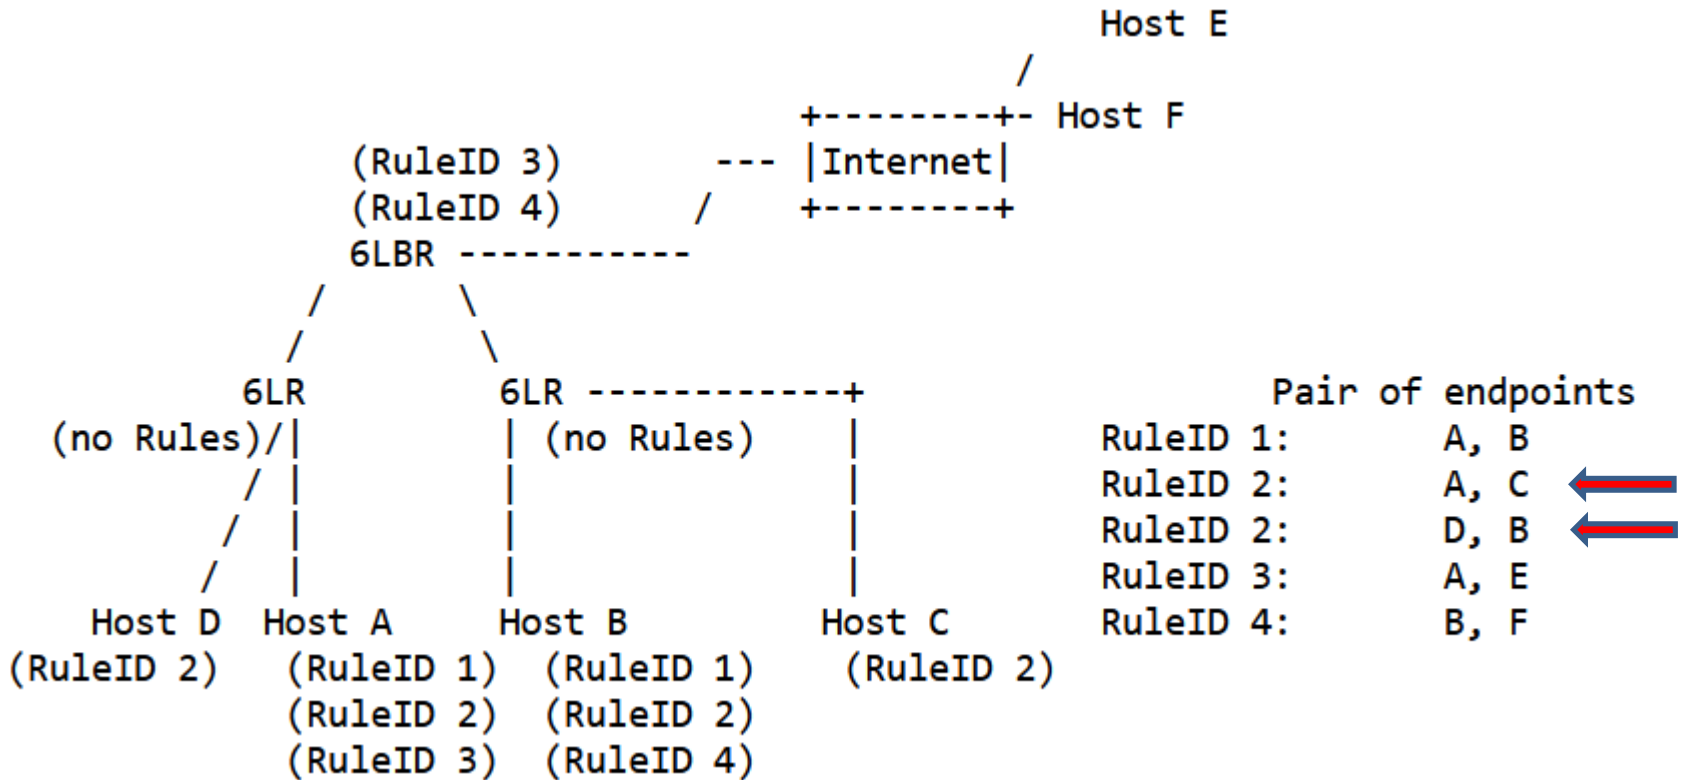 Host E
/
+--------+- Host F
(RuleID 3) --- |Internet|
(RuleID 4) / +--------+
6LBR -----------
/ \
/ \
6LR 6LR ------------+ Pair of endpoints
(no Rules)/| | (no Rules) | RuleID 1: A, B
/ | | | RuleID 2: A, C
/ | | | RuleID 2: D, B
/ | | | RuleID 3: A, E
Host D Host A Host B Host C RuleID 4: B, F
(RuleID 2) (RuleID 1) (RuleID 1) (RuleID 2)
(RuleID 2) (RuleID 2)
(RuleID 3) (RuleID 4)